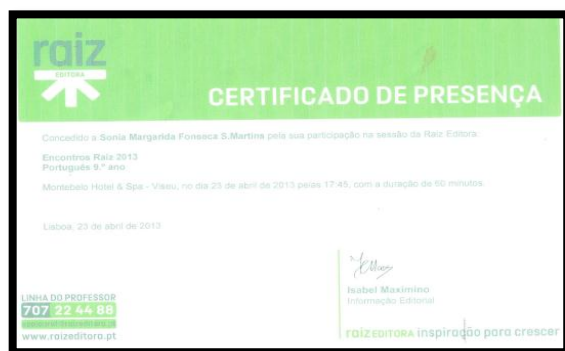 raiz
EDITORA
CERTIFICADO DE PRESENÇA
Concedido a Sonia Margarida Fonseca S.Martins pela sua participação na sessão da Raiz Editora:
Encontros Raiz 2013
Português 9.º ano
Montebelo Hotel & Spa - Viseu, no dia 23 de abril de 2013 pelas 17:45, com a duração de 60 minutos.
Lisboa, 23 de abril de 2013
Isabel Maximino
Informação Editorial
LINHA DO PROFESSOR
707 22 44 88
www.raizeditora.pt
raizEDITORA inspiração para crescer